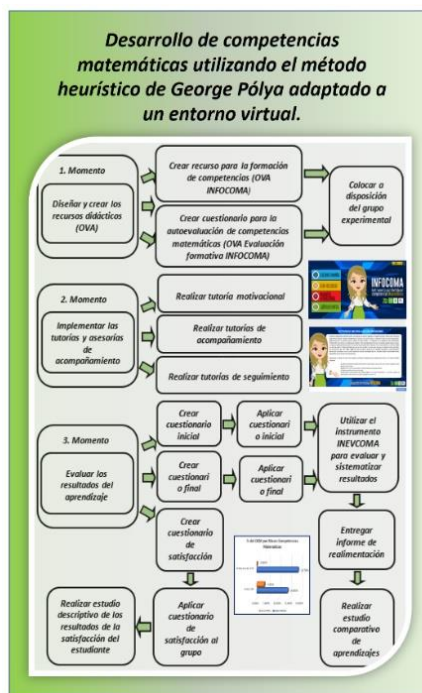 Desarrollo de competencias
matemáticas utilizando el método
heurístico de George Pólya adaptado a
un entorno virtual.
1. Momento
Diseñar y crear los
recursos didácticos
(OVA)
Crear recurso para la formación
de competencias (OVA
INFOCOMA)
Crear cuestionario para la
autoevaluación de competencias
matemáticas (OVA Evaluación
formativa INFOCOMA)
Colocar a
disposición
del grupo
experimental
INFOCOMA
2. Momento
Implementar las
tutorías y asesorías
de
acompañamiento
Realizar tutoría motivacional
Realizar tutorías de
acompañamiento
Realizar tutorías de seguimiento
3. Momento
Evaluar los
resultados del
aprendizaje
Crear
cuestionario
inicial
Aplicar
cuestionari
o inicial
Crear
cuestionari
o final
Aplicar
cuestionari
o final
Utilizar el
instrumento
INEVCOMA
para evaluar y
sistematizar
resultados
Crear
cuestionario
de
satisfacción
Entregar
informe de
realimentación
Realizar estudio
descriptivo de los
resultados de la
satisfacción del
estudiante
Aplicar
cuestionario
de
satisfacción al
grupo
Realizar
estudio
comparativo
de
aprendizajes